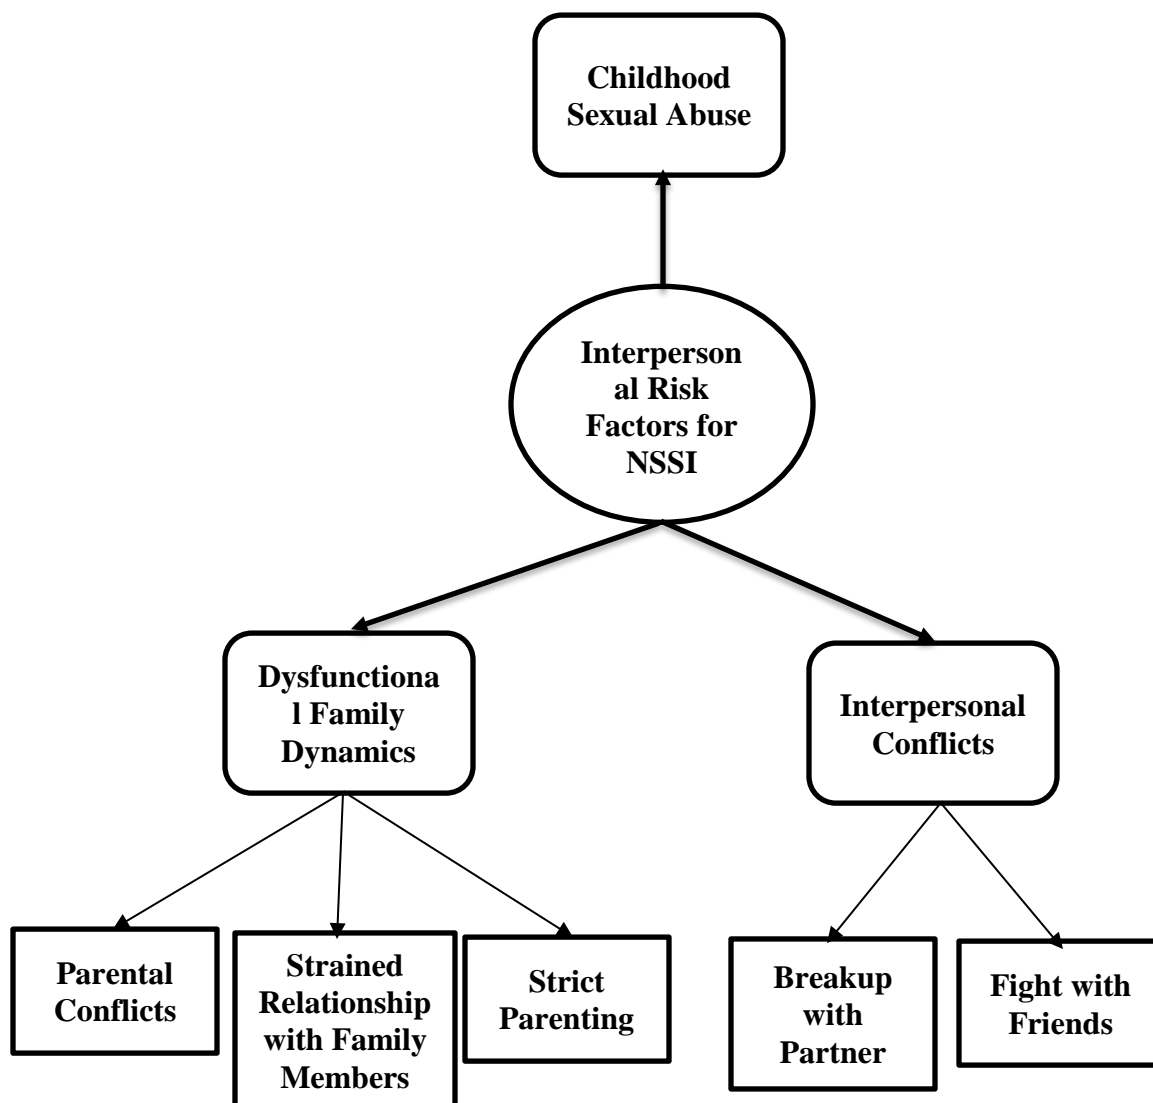 Childhood
Sexual Abuse
Interperson
al Risk
Factors for
NSSI
Dysfunctiona
l Family
Dynamics
Interpersonal
Conflicts
Parental
Conflicts
Strained
Relationship
with Family
Members
Strict
Parenting
Breakup
with
Partner
Fight with
Friends